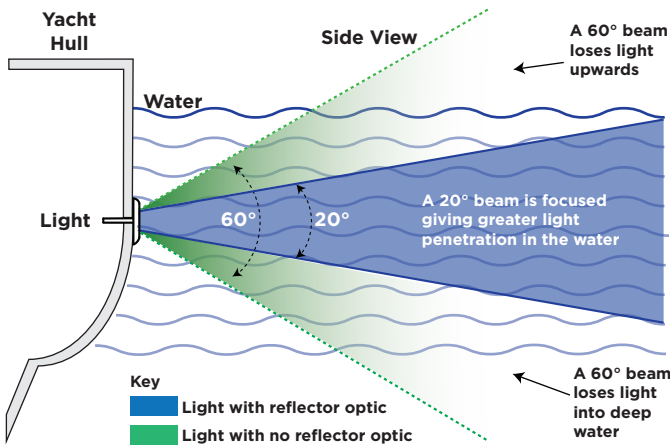 Yacht
Hull
Side View
A 60° beam
loses light
upwards
Water
Light
60°
20°
A 20° beam is focused
giving greater light
penetration in the water
Key
Light with reflector optic
Light with no reflector optic
A 60° beam
loses light
into deep
water